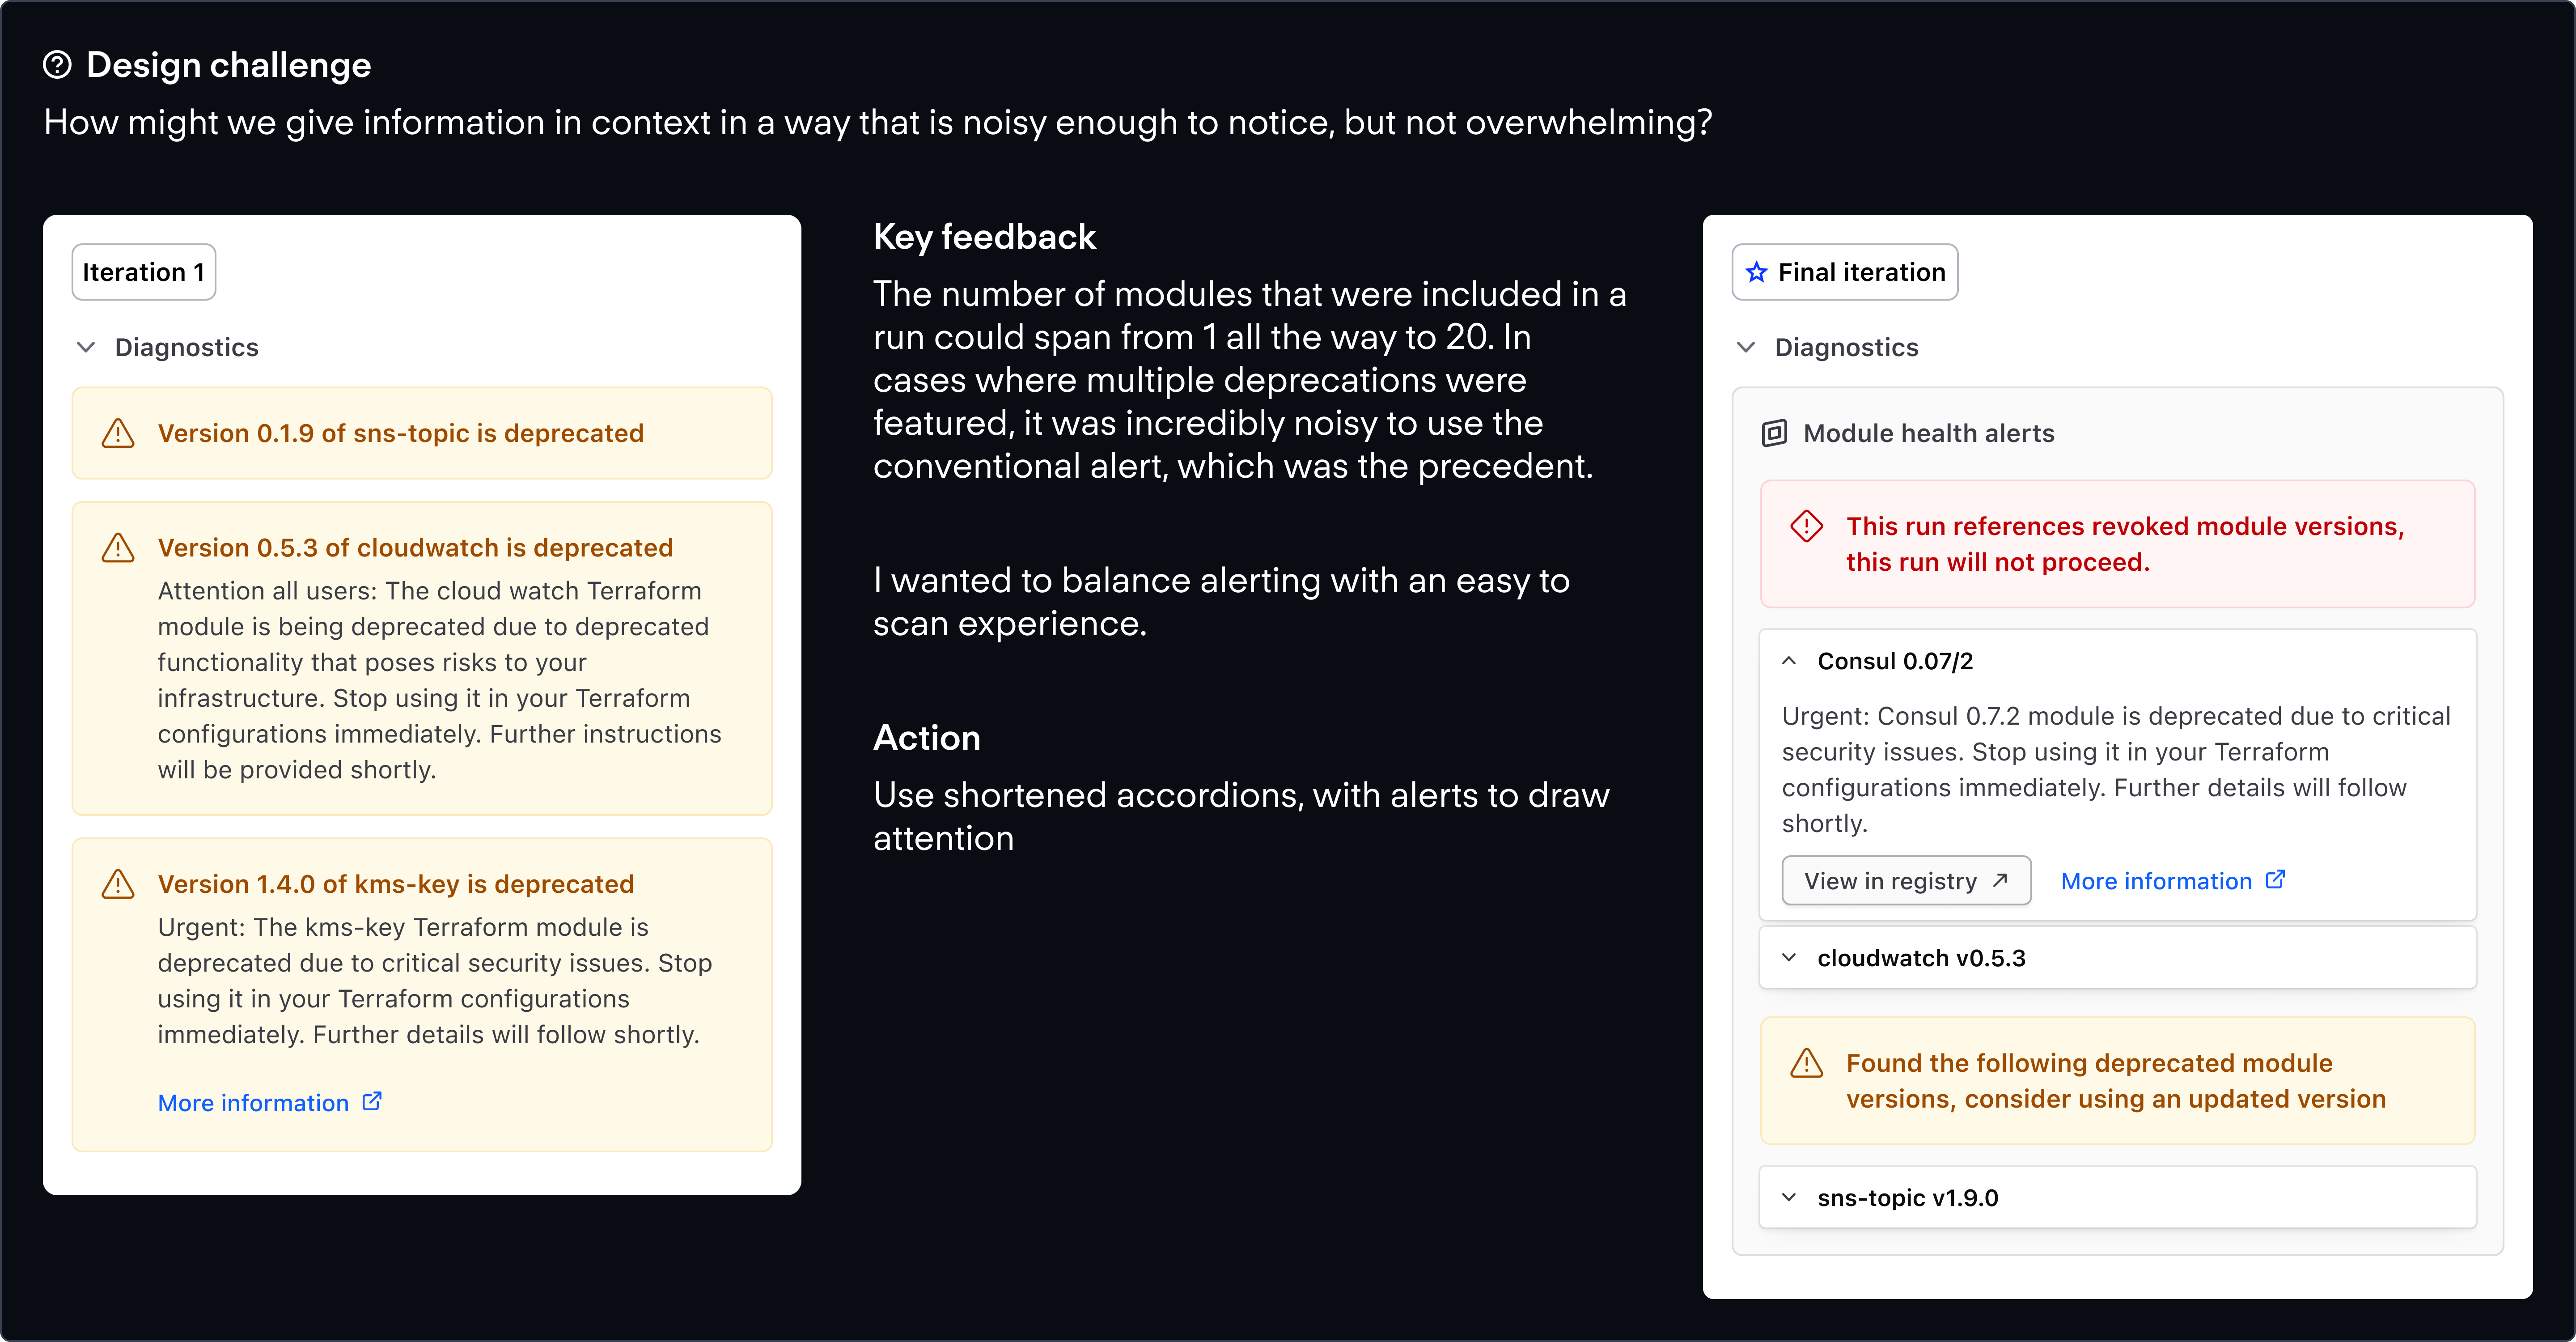 Design challenge
How might we give information in context in a way that is noisy enough to notice, but not overwhelming?
Iteration 1
Diagnostics
Version 0.1.9 of sns-topic is deprecated
Version 0.5.3 of cloudwatch is deprecated
Attention all users: The cloud watch Terraform
module is being deprecated due to deprecated
functionality that poses risks to your
infrastructure. Stop using it in your Terraform
configurations immediately. Further instructions
will be provided shortly.
Version 1.4.0 of kms-key is deprecated
Urgent: The kms-key Terraform module is
deprecated due to critical security issues. Stop
using it in your Terraform configurations
immediately. Further details will follow shortly.
More information
Key feedback
The number of modules that were included in a
run could span from 1 all the way to 20. In
cases where multiple deprecations were
featured, it was incredibly noisy to use the
conventional alert, which was the precedent.
I wanted to balance alerting with an easy to
scan experience.
Action
Use shortened accordions, with alerts to draw
attention
Final iteration
Diagnostics
Module health alerts
This run references revoked module versions,
this run will not proceed.
Consul 0.07/2
Urgent: Consul 0.7.2 module is deprecated due to critical
security issues. Stop using it in your Terraform
configurations immediately. Further details will follow
shortly.
View in registry
More information
cloudwatch v0.5.3
Found the following deprecated module
versions, consider using an updated version
sns-topic v1.9.0